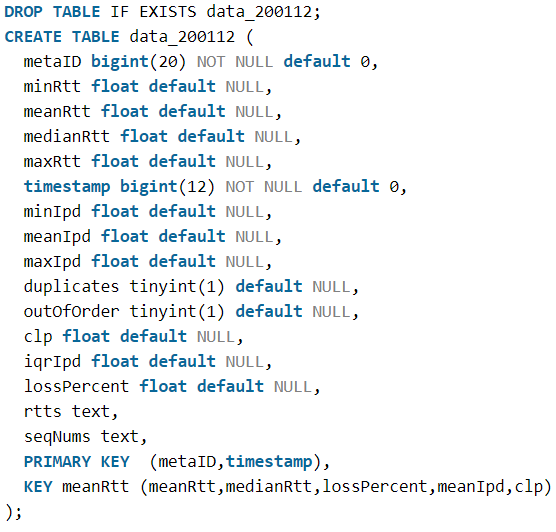 DROP TABLE IF EXISTS data_200112;
CREATE TABLE data_200112 (
  metaID bigint(20) NOT NULL default 0,
  minRtt float default NULL,
  meanRtt float default NULL,
  medianRtt float default NULL,
  maxRtt float default NULL,
  timestamp bigint(12) NOT NULL default 0,
  minIpd float default NULL,
  meanIpd float default NULL,
  maxIpd float default NULL,
  duplicates tinyint(1) default NULL,
  outOfOrder tinyint(1) default NULL,
  clp float default NULL,
  iqrIpd float default NULL,
  lossPercent float default NULL,
  rtts text,
  seqNums text,
  PRIMARY KEY  (metaID,timestamp),
  KEY meanRtt (meanRtt,medianRtt,lossPercent,meanIpd,clp)
);